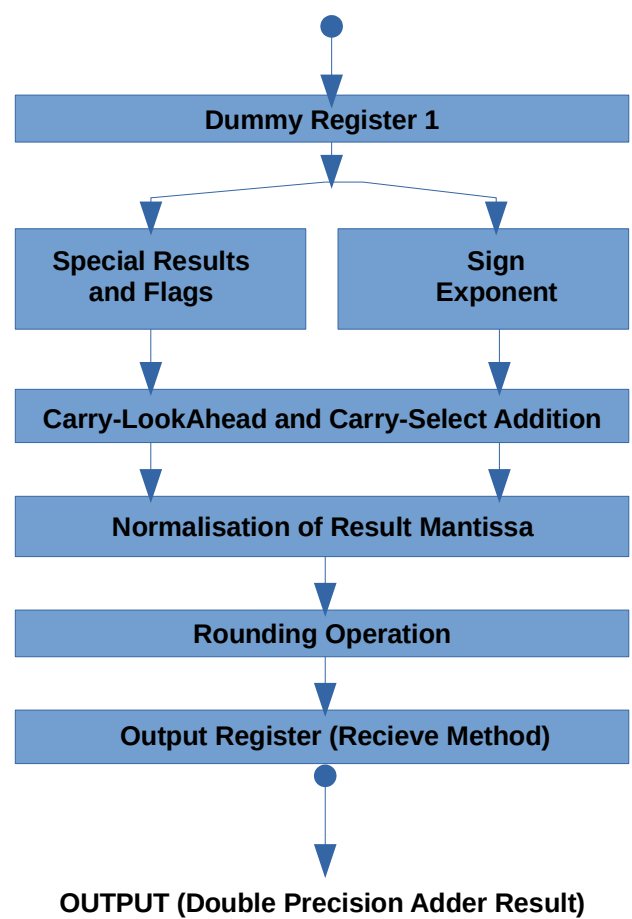 Dummy Register 1
Special Results
and Flags
Sign
Exponent
Carry-LookAhead and Carry-Select Addition
Normalisation of Result Mantissa
Rounding Operation
Output Register (Recieve Method)
OUTPUT (Double Precision Adder Result)